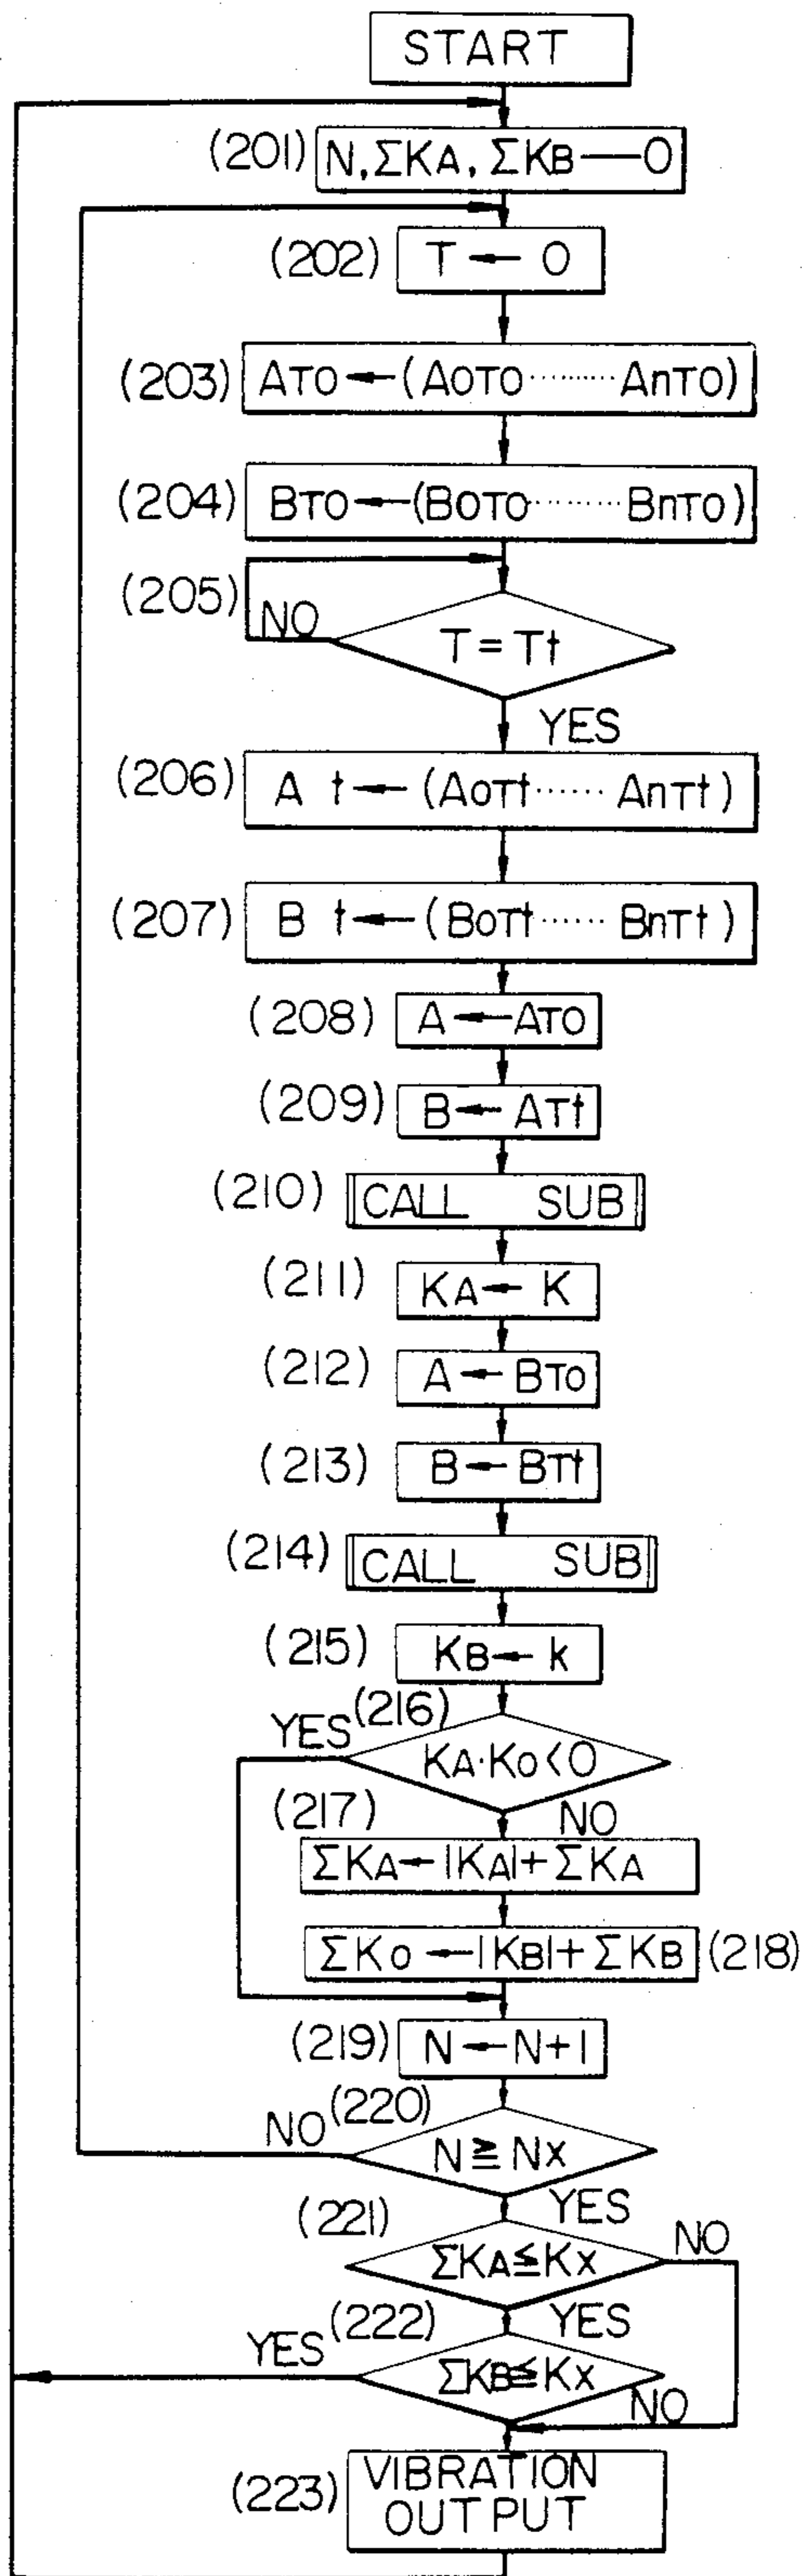 START
(201) N, ΣKA, ΣKB — O
(202) T ← O
(203) ATO ← (AOTO ········· AnTO)
(204) BTO ← (BOTO ········· BnTO)
(205)
NO
T = Tt
YES
(206) A t ← (AOTt ······ AnTt)
(207) B t ← (BOTt ······ BnTt)
(208) A ← ATO
(209) B ← ATt
(210) CALL SUB
(211) KA ← K
(212) A ← BTO
(213) B ← BTt
(214) CALL SUB
(215) KB ← k
YES (216)
KA·KO<O
(217) NO
ΣKA ← |KA| + ΣKA
ΣKO ← |KB| + ΣKB (218)
(219) N ← N+1
NO (220)
N ≧ NX
YES
(221) NO
ΣKA ≦ KX
YES (222) YES
ΣKB ≦ KX
NO
(223) VIBRATION
OUTPUT